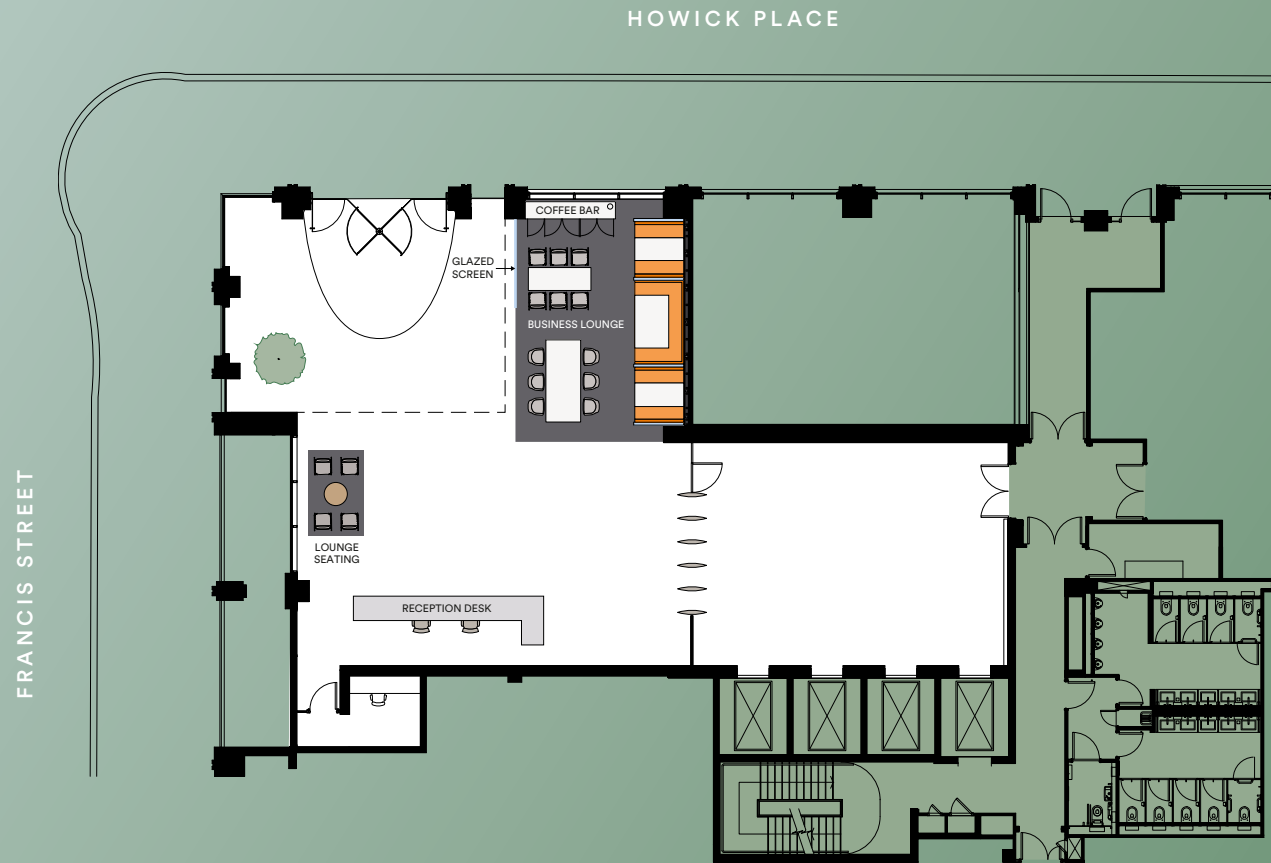 HOWICK PLACE
COFFEE BAR
GLAZED
SCREEN
BUSINESS LOUNGE
FRANCIS STREET
LOUNGE
SEATING
RECEPTION DESK